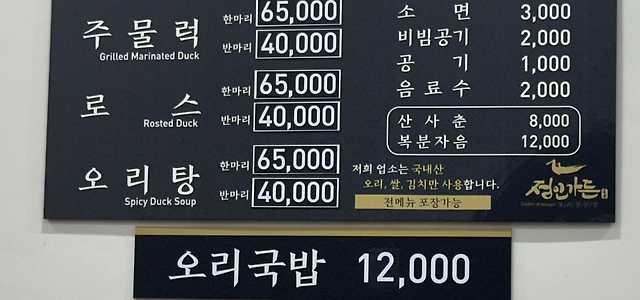 주물럭 한마리 65,000
Grilled Marinated Duck 반마리 40,000
로스 한마리 65,000
Rosted Duck 반마리 40,000
오리탕 한마리 65,000
Spicy Duck Soup 반마리 40,000
소면 3,000
비빔공기 2,000
공기 1,000
음료수 2,000
산사춘 8,000
복분자음 12,000
저희 업소는 국내산
오리, 쌀, 김치만 사용합니다.
전메뉴 포장가능
정인가든
오리국밥 12,000